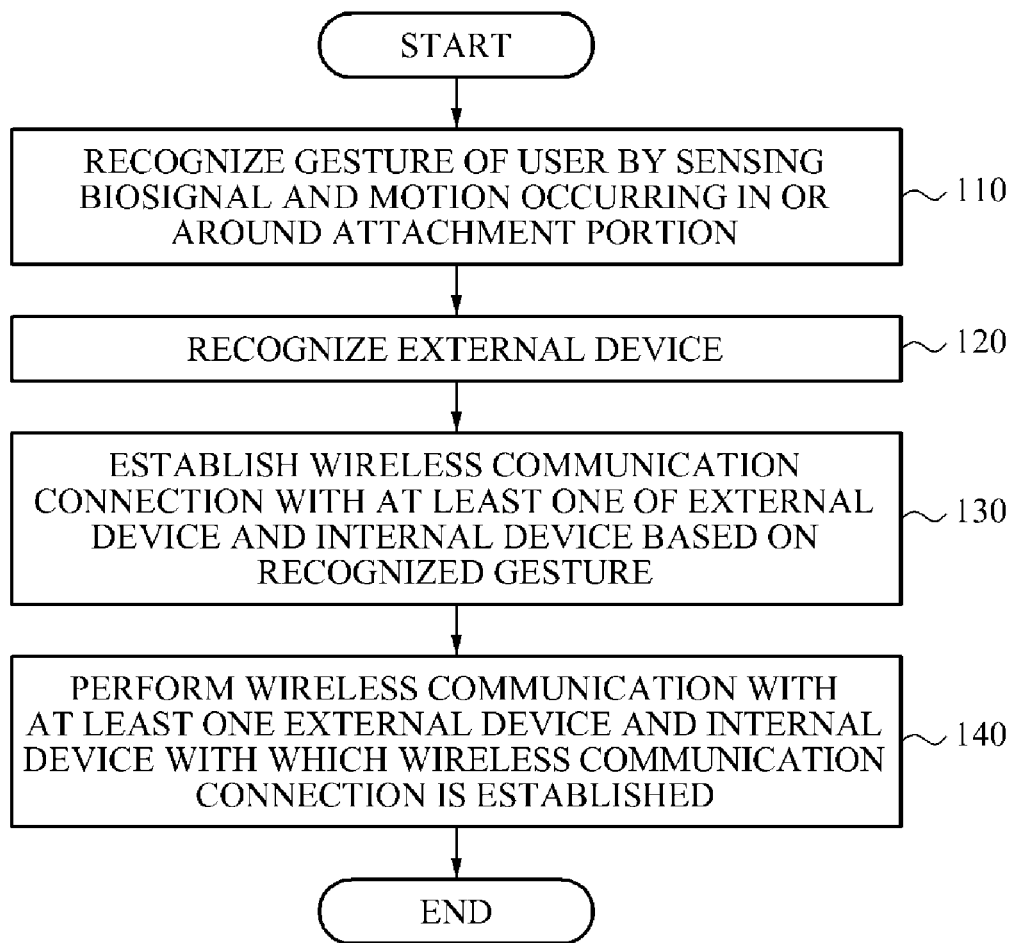 START
RECOGNIZE GESTURE OF USER BY SENSING
BIOSIGNAL AND MOTION OCCURRING IN OR
AROUND ATTACHMENT PORTION
110
RECOGNIZE EXTERNAL DEVICE
120
ESTABLISH WIRELESS COMMUNICATION
CONNECTION WITH AT LEAST ONE OF EXTERNAL
DEVICE AND INTERNAL DEVICE BASED ON
RECOGNIZED GESTURE
130
PERFORM WIRELESS COMMUNICATION WITH
AT LEAST ONE EXTERNAL DEVICE AND INTERNAL
DEVICE WITH WHICH WIRELESS COMMUNICATION
CONNECTION IS ESTABLISHED
140
END